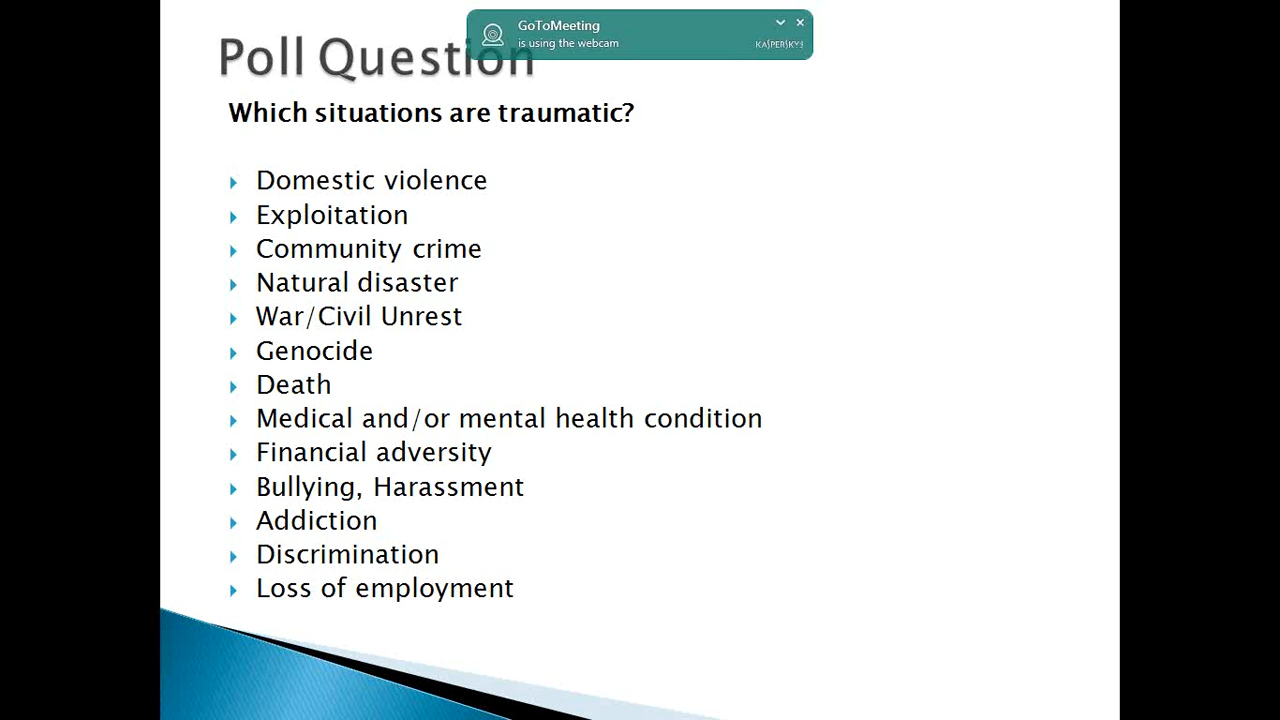 GoToMeeting
is using the webcam
KASPERSKY
Poll Question
Which situations are traumatic?
Domestic violence
Exploitation
Community crime
Natural disaster
War/Civil Unrest
Genocide
Death
Medical and/or mental health condition
Financial adversity
Bullying, Harassment
Addiction
Discrimination
Loss of employment